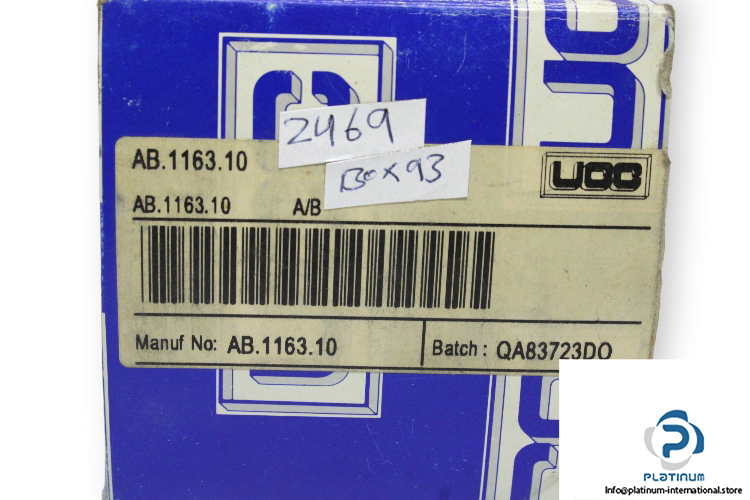 2469
Box 93
AB.1163.10
UCC
AB.1163.10 A/B
Manuf No: AB.1163.10
Batch : QA83723DO
PLATINUM
Info@platinum-international.store